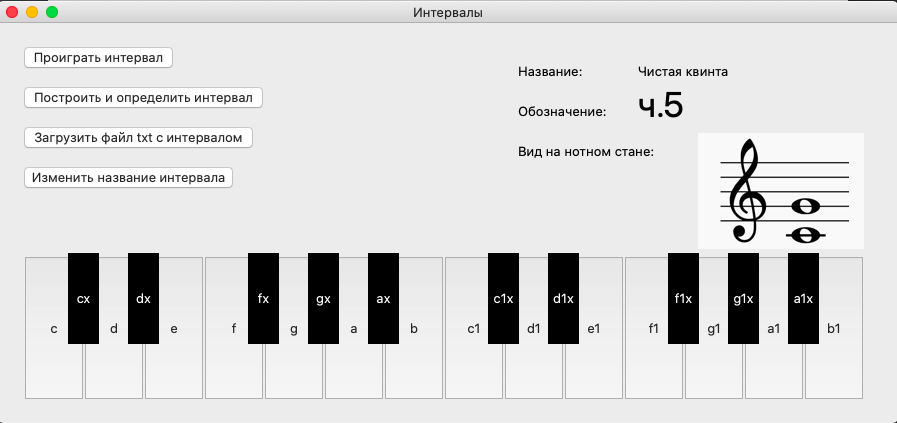 Интервалы
Проиграть интервал
Построить и определить интервал
Загрузить файл txt с интервалом
Изменить название интервала
Название: Чистая квинта
Обозначение: ч.5
Вид на нотном стане:
cx dx fx gx ax c1x d1x f1x g1x a1x
c d e f g a b c1 d1 e1 f1 g1 a1 b1